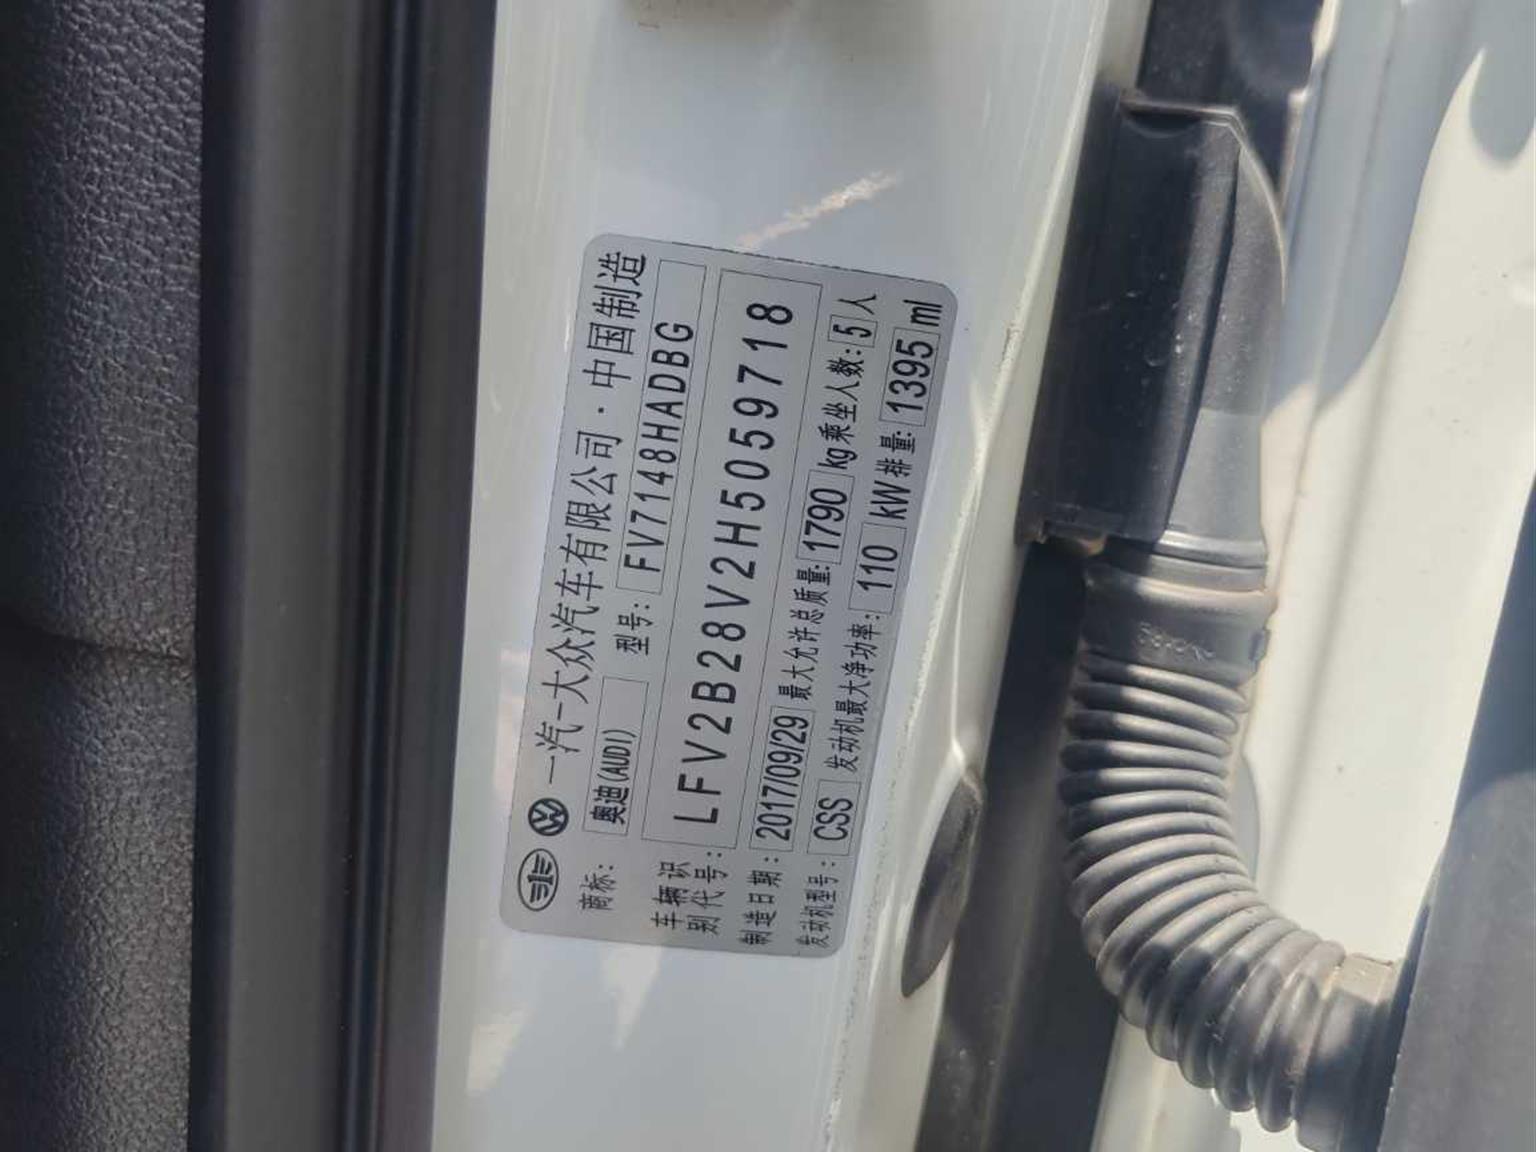 一汽-大众汽车有限公司·中国制造
商标: 奥迪(AUDI) 型号: FV7148HADBG
车辆识别代号: LFV2B28V2H5059718
制造日期: 2017/09/29 最大允许总质量: 1790 kg 乘坐人数: 5 人
发动机型号: CSS 发动机最大净功率: 110 kW 排量: 1395 ml